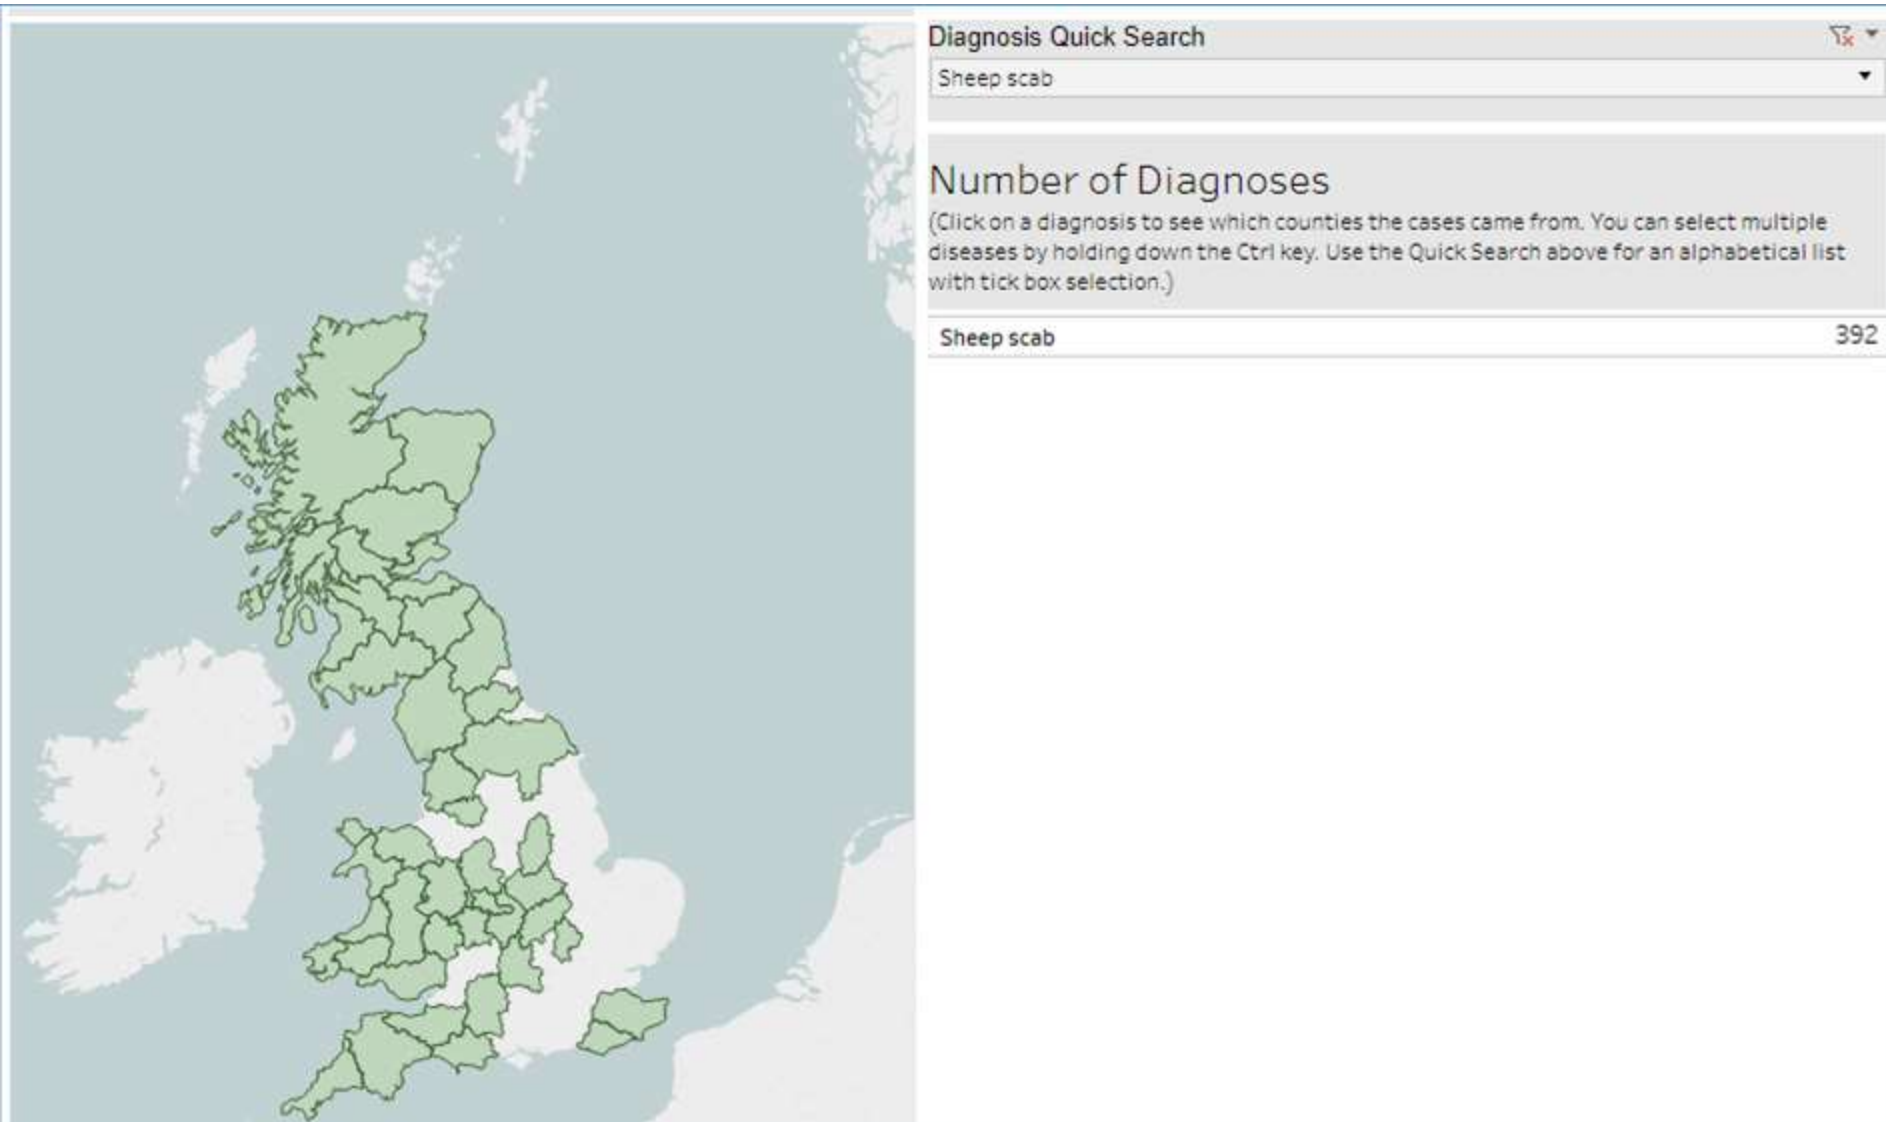 Diagnosis Quick Search
Sheep scab
Number of Diagnoses
(Click on a diagnosis to see which counties the cases came from. You can select multiple
diseases by holding down the Ctrl key. Use the Quick Search above for an alphabetical list
with tick box selection.)
Sheep scab 392